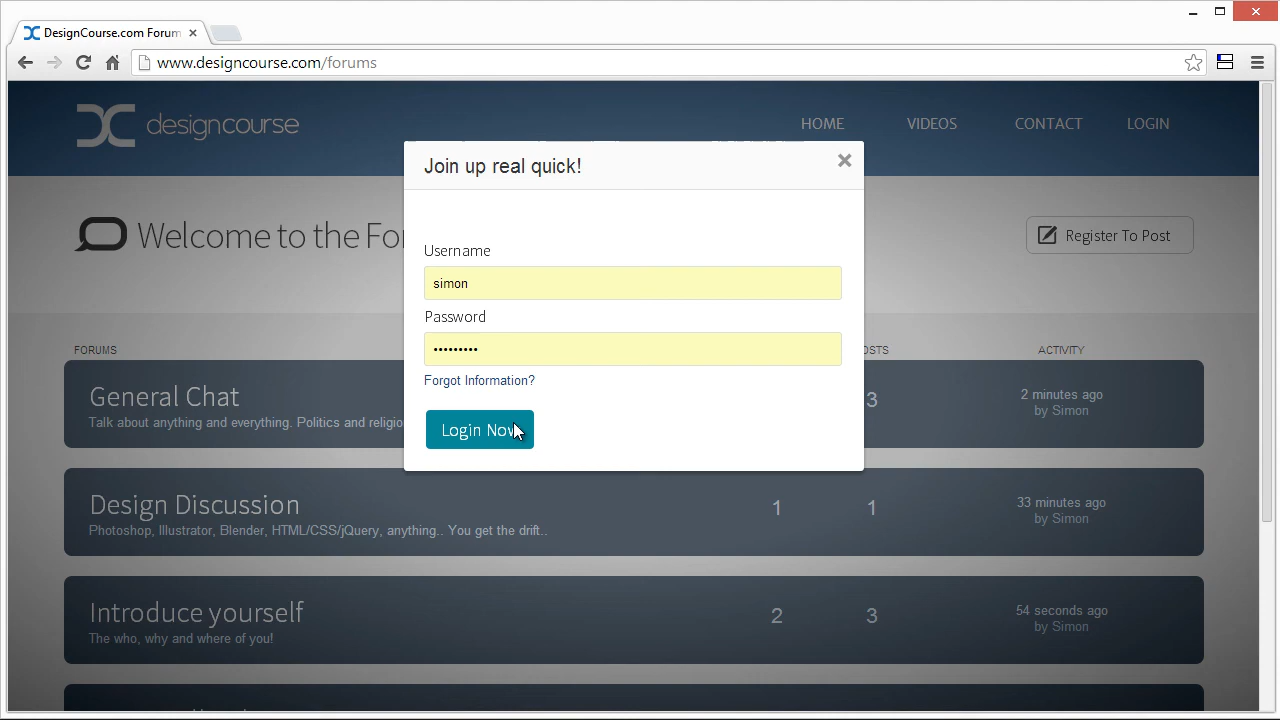 DesignCourse.com Forum
www.designcourse.com/forums
designcourse
HOME VIDEOS CONTACT LOGIN
Join up real quick!
Welcome to the For
Register To Post
Username
simon
Password
•••••••••
Forgot Information?
Login Now
FORUMS OSTS ACTIVITY
General Chat
Talk about anything and everything. Politics and religio
3
2 minutes ago
by Simon
Design Discussion
Photoshop, Illustrator, Blender, HTML/CSS/jQuery, anything.. You get the drift..
1 1
33 minutes ago
by Simon
Introduce yourself
The who, why and where of you!
2 3
54 seconds ago
by Simon